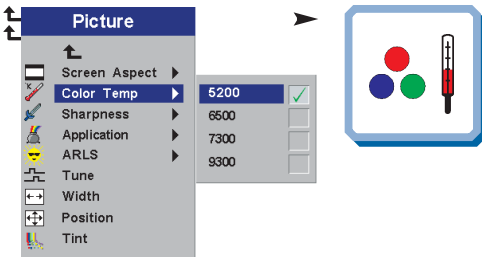 Picture
Screen Aspect
Color Temp
Sharpness
Application
ARLS
Tune
Width
Position
Tint
5200
6500
7300
9300